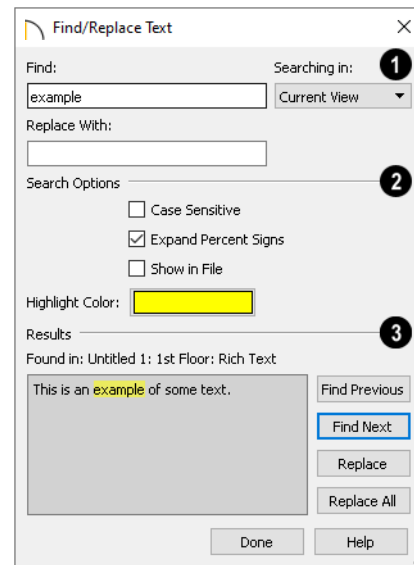 Find/Replace Text
Find:
Searching in:
1
example
Current View
Replace With:
Search Options
2
Case Sensitive
Expand Percent Signs
Show in File
Highlight Color:
Results
3
Found in: Untitled 1: 1st Floor: Rich Text
This is an example of some text.
Find Previous
Find Next
Replace
Replace All
Done
Help